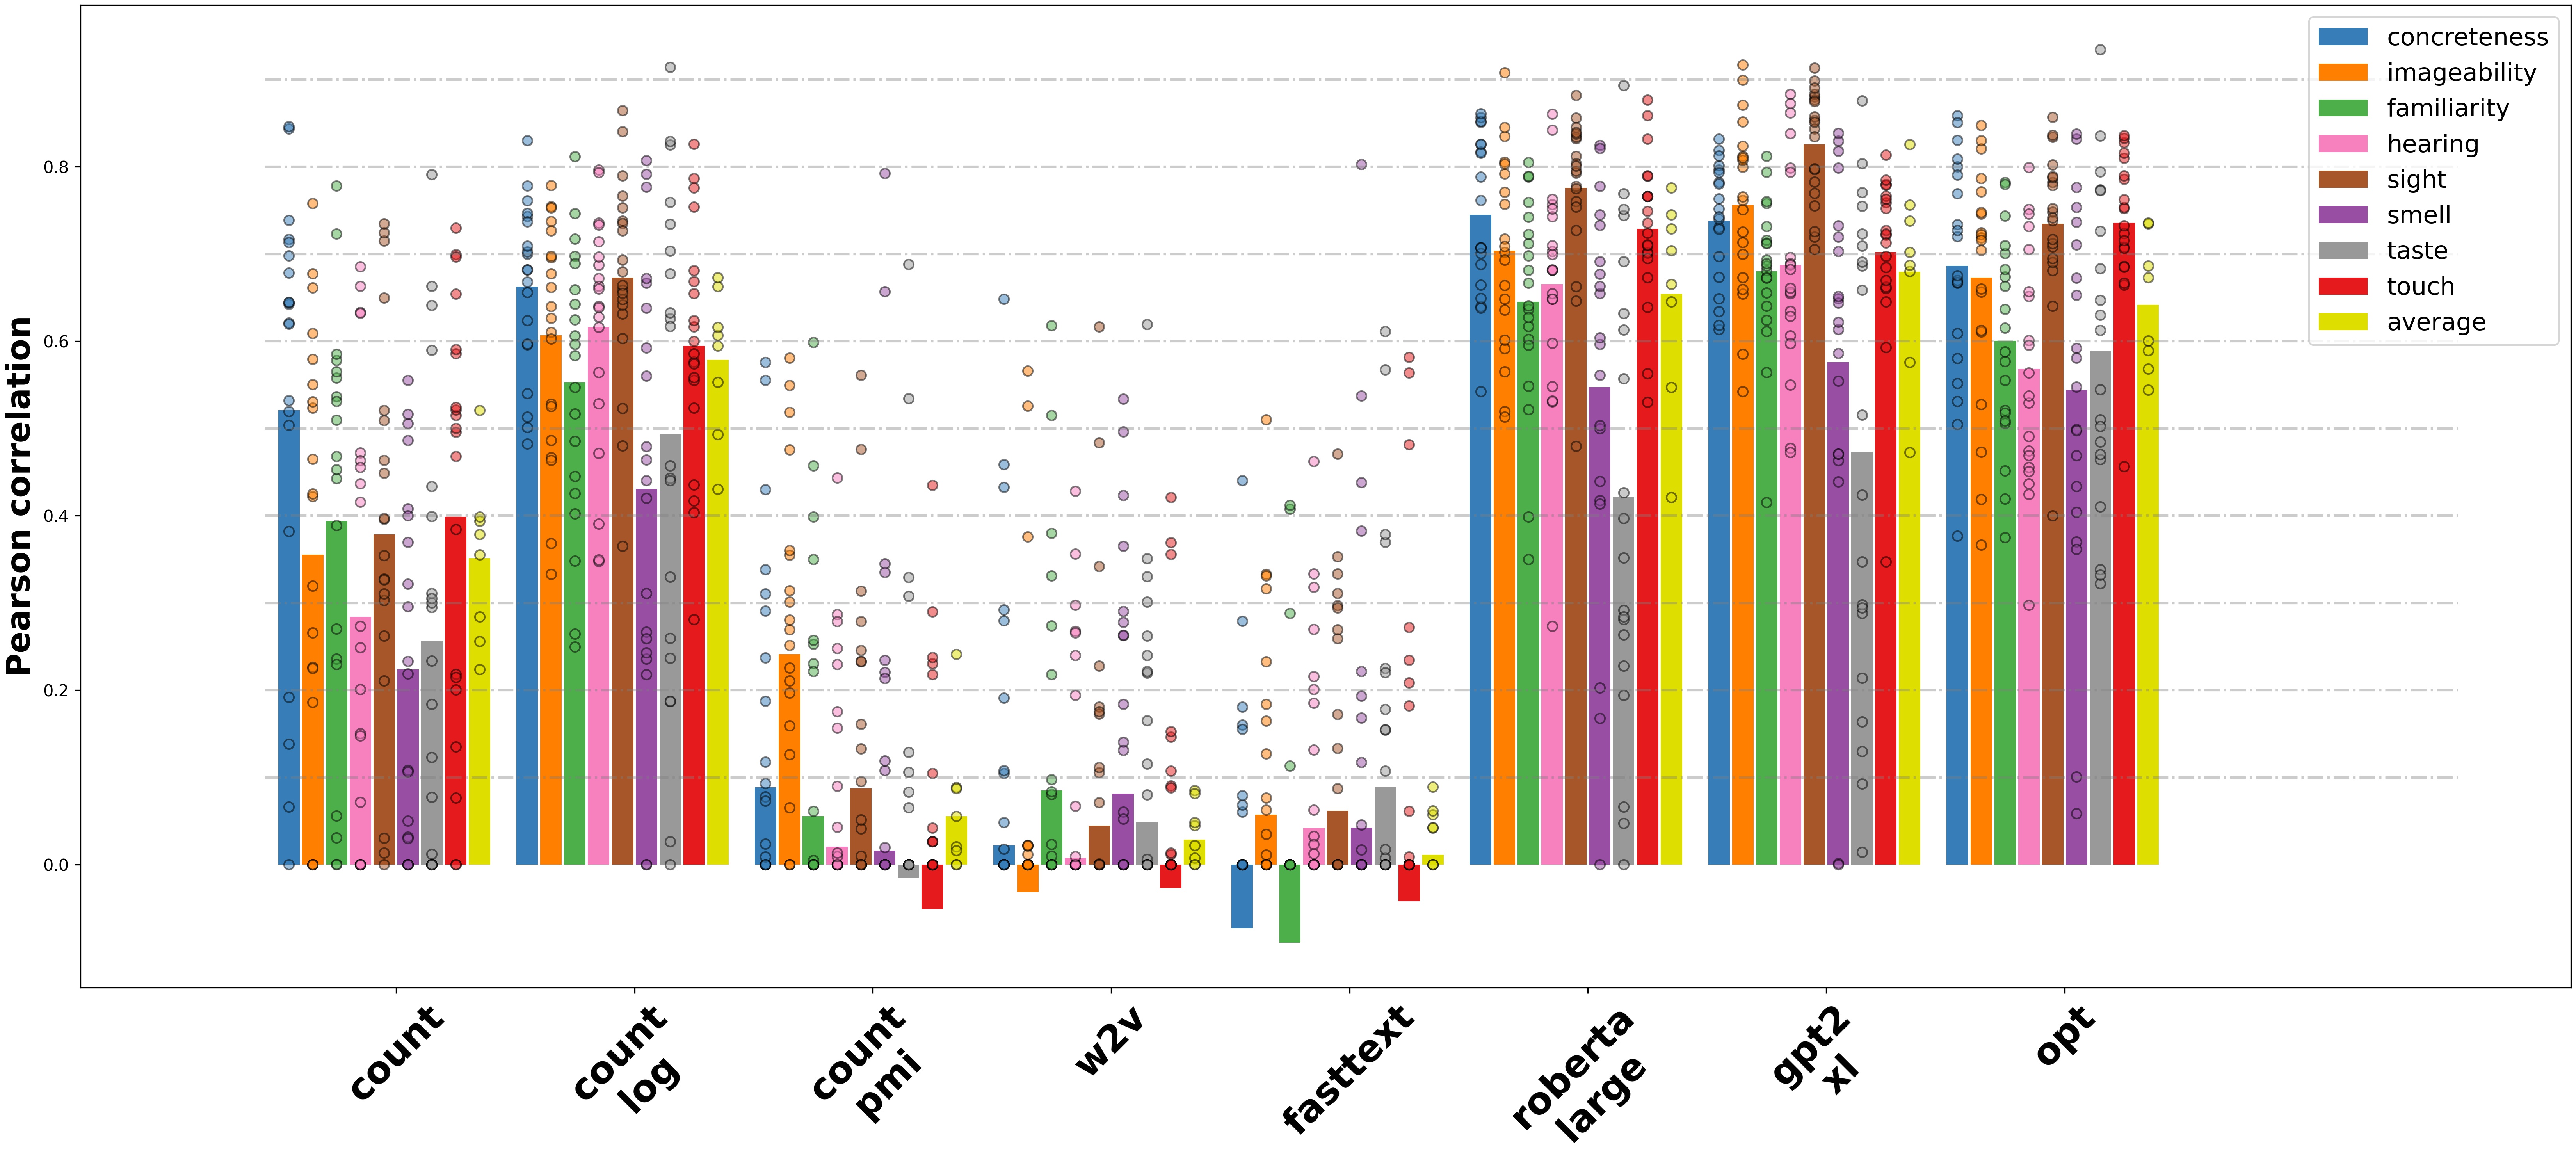 Pearson correlation
0.8
0.6
0.4
0.2
0.0
concreteness
imageability
familiarity
hearing
sight
smell
taste
touch
average
count
count
log
count
pmi
w2v
fasttext
roberta
large
gpt2
xl
opt